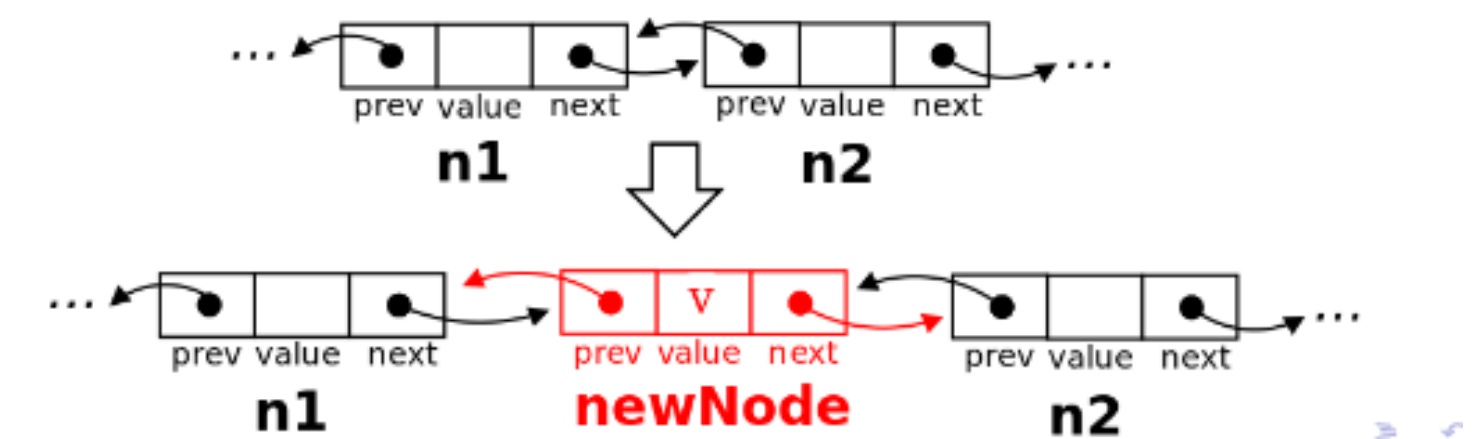 ... ...
prev value next prev value next
n1 n2
v
... ...
prev value next prev value next prev value next
n1 newNode n2